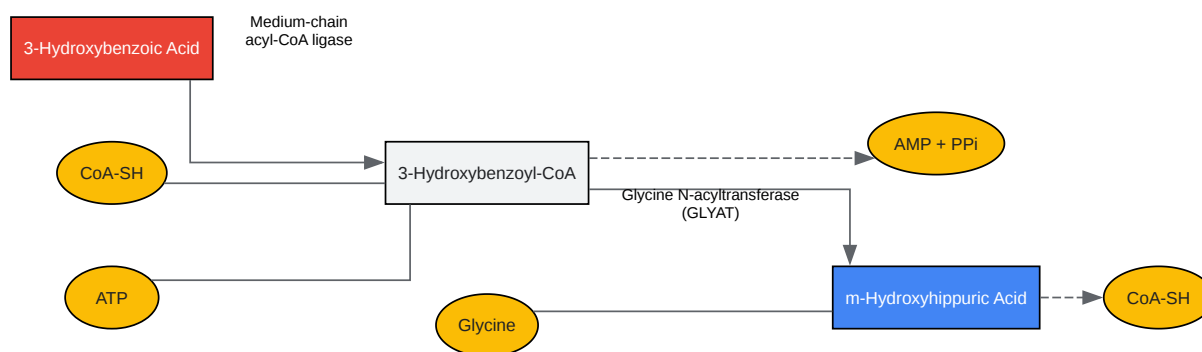 3-Hydroxybenzoic Acid
Medium-chain
acyl-CoA ligase
CoA-SH
3-Hydroxybenzoyl-CoA
AMP + PPi
Glycine N-acyltransferase
(GLYAT)
ATP
Glycine
m-Hydroxyhippuric Acid
CoA-SH